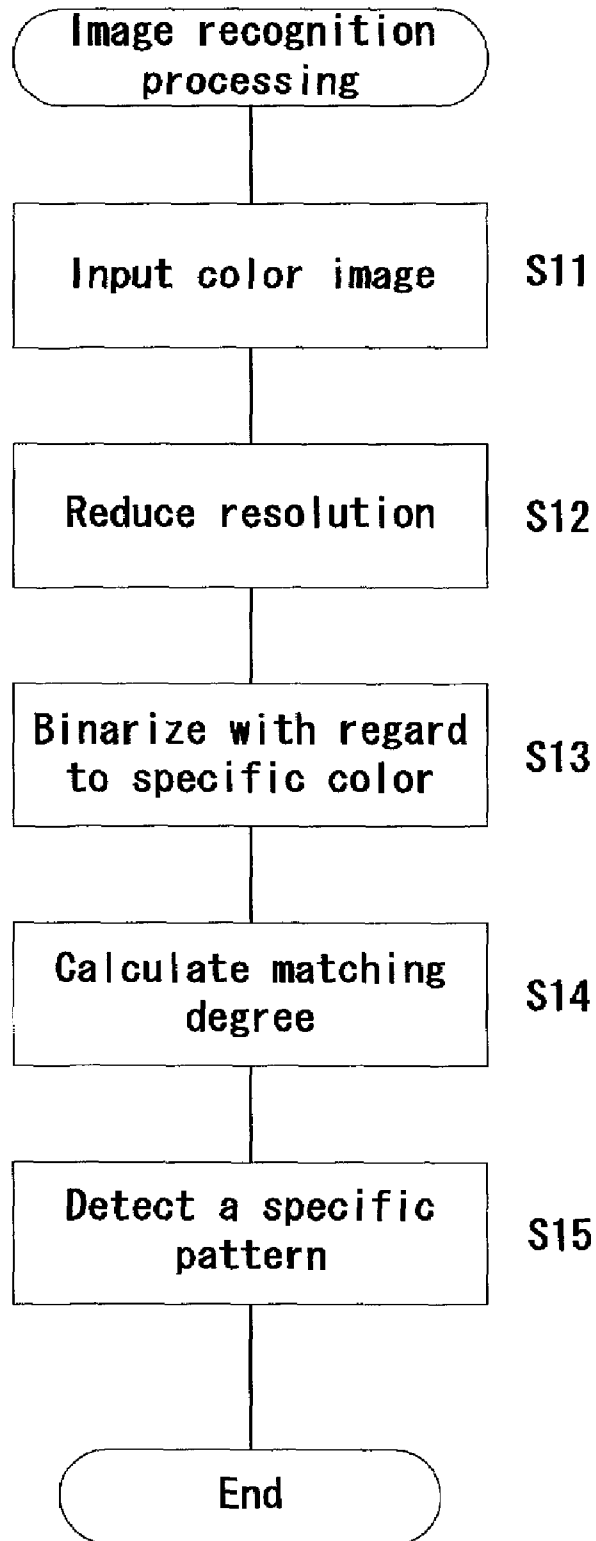 Image recognition
processing
Input color image
S11
Reduce resolution
S12
Binarize with regard
to specific color
S13
Calculate matching
degree
S14
Detect a specific
pattern
S15
End